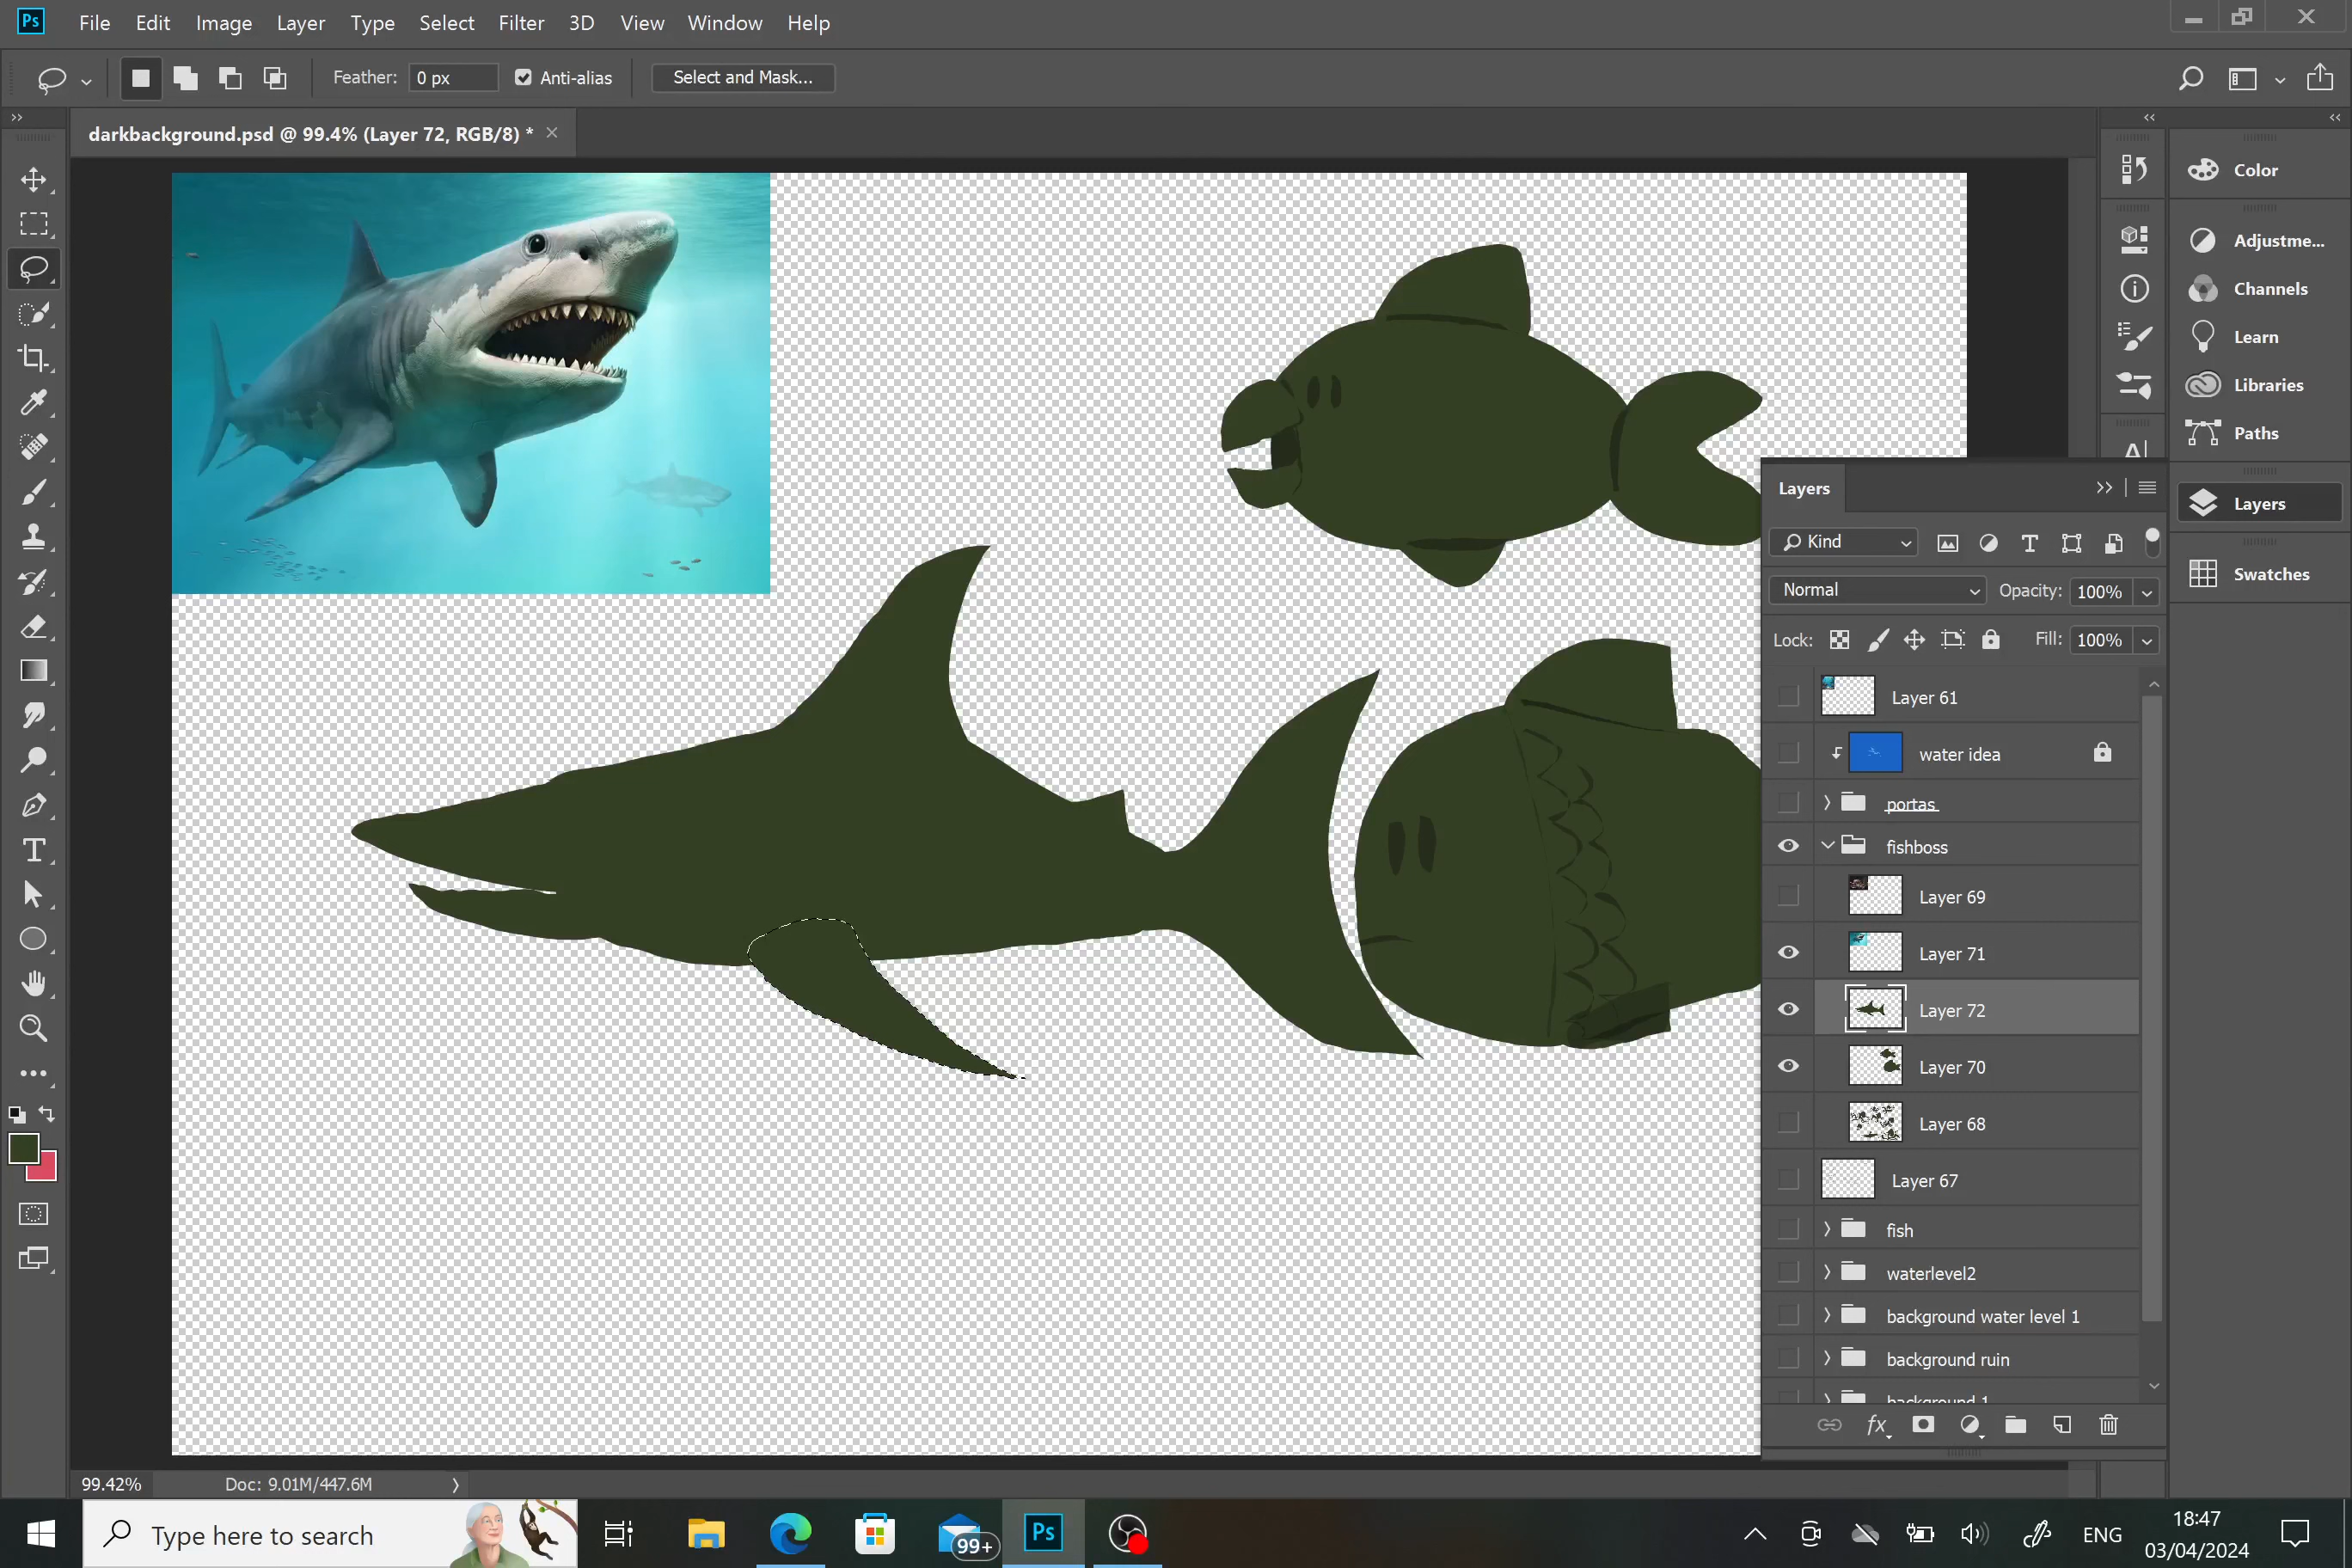 Ps File Edit Image Layer Type Select Filter 3D View Window Help
Feather: 0 px Anti-alias Select and Mask...
darkbackground.psd @ 99.4% (Layer 72, RGB/8) *
Color
Adjustme...
Channels
Learn
Libraries
Paths
Layers
Swatches
Layers
Kind
Normal Opacity: 100%
Lock: Fill: 100%
Layer 61
water idea
portas
fishboss
Layer 69
Layer 71
Layer 72
Layer 70
Layer 68
Layer 67
fish
waterlevel2
background water level 1
background ruin
background 1
fx
99.42% Doc: 9.01M/447.6M
Type here to search
99+
Ps
ENG
18:47
03/04/2024